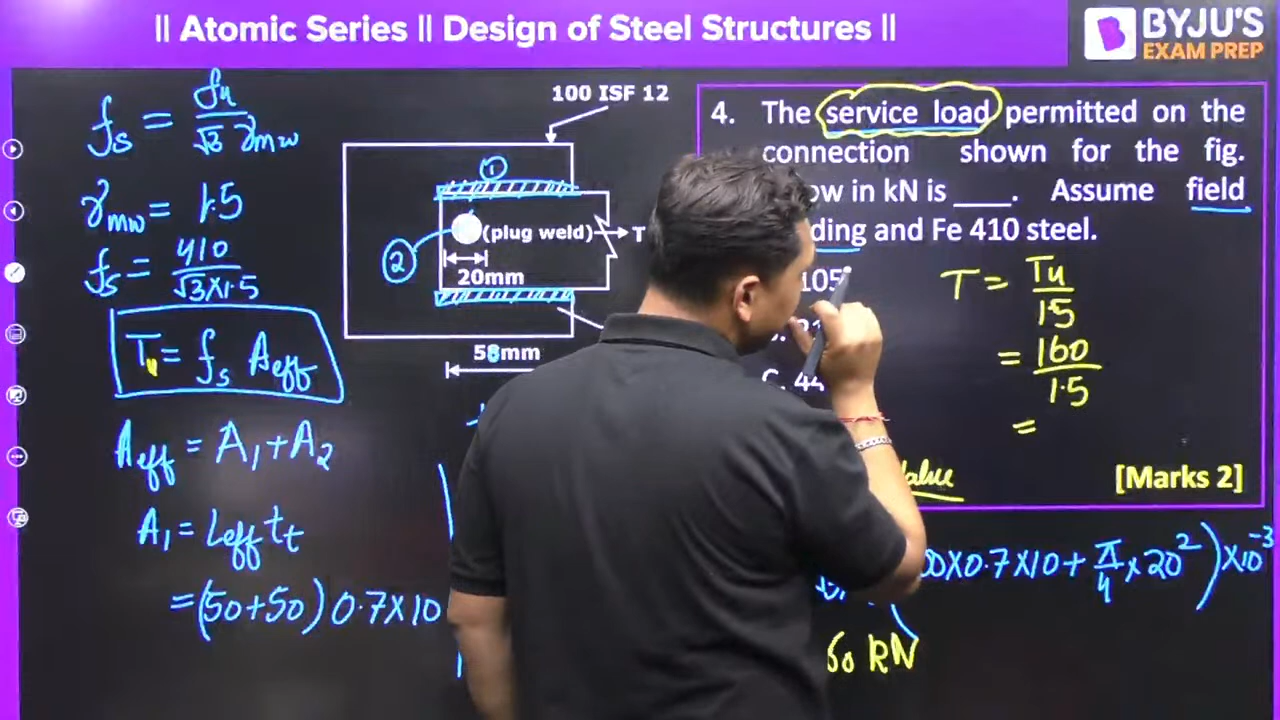 || Atomic Series || Design of Steel Structures ||
BYJU'S
EXAM PREP
fs = fu / √3 γmw
γmw = 1.5
fs = 410 / √3×1.5
Tu = fs Aeff
Aeff = A1 + A2
A1 = Leff tt
= (50+50) 0.7×10
100 ISF 12
①
②
(plug weld)
T
20mm
58mm
4. The service load permitted on the
connection shown for the fig.
in kN is ____. Assume field
and Fe 410 steel.
105
C. 44
T = Tu / 1.5
= 160 / 1.5
=
[Marks 2]
×0.7×10 + π/4 × 20²) × 10⁻³
kN